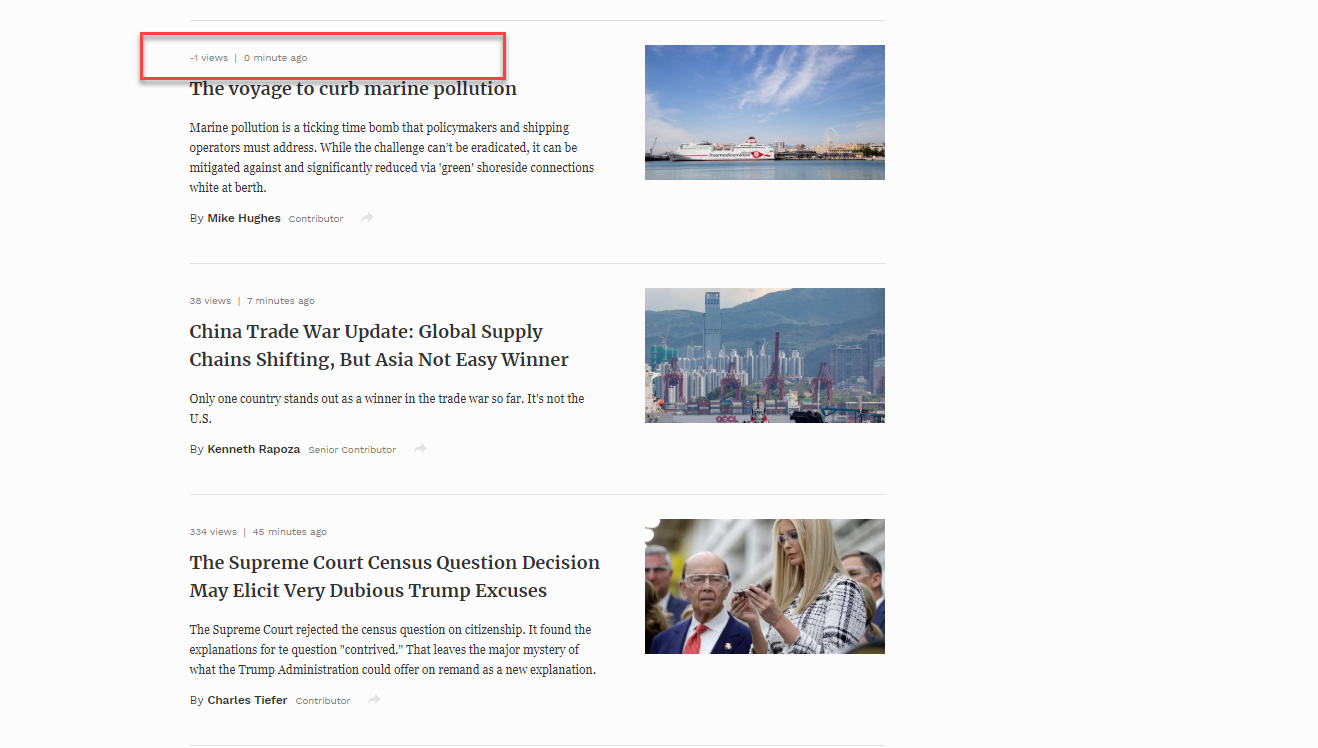 -1 views | 0 minute ago
The voyage to curb marine pollution
Marine pollution is a ticking time bomb that policymakers and shipping
operators must address. While the challenge can't be eradicated, it can be
mitigated against and significantly reduced via 'green' shoreside connections
white at berth.
By Mike Hughes Contributor
Trasmediterranea
38 views | 7 minutes ago
China Trade War Update: Global Supply
Chains Shifting, But Asia Not Easy Winner
Only one country stands out as a winner in the trade war so far. It's not the
U.S.
By Kenneth Rapoza Senior Contributor
OOCL
334 views | 45 minutes ago
The Supreme Court Census Question Decision
May Elicit Very Dubious Trump Excuses
The Supreme Court rejected the census question on citizenship. It found the
explanations for te question "contrived." That leaves the major mystery of
what the Trump Administration could offer on remand as a new explanation.
By Charles Tiefer Contributor